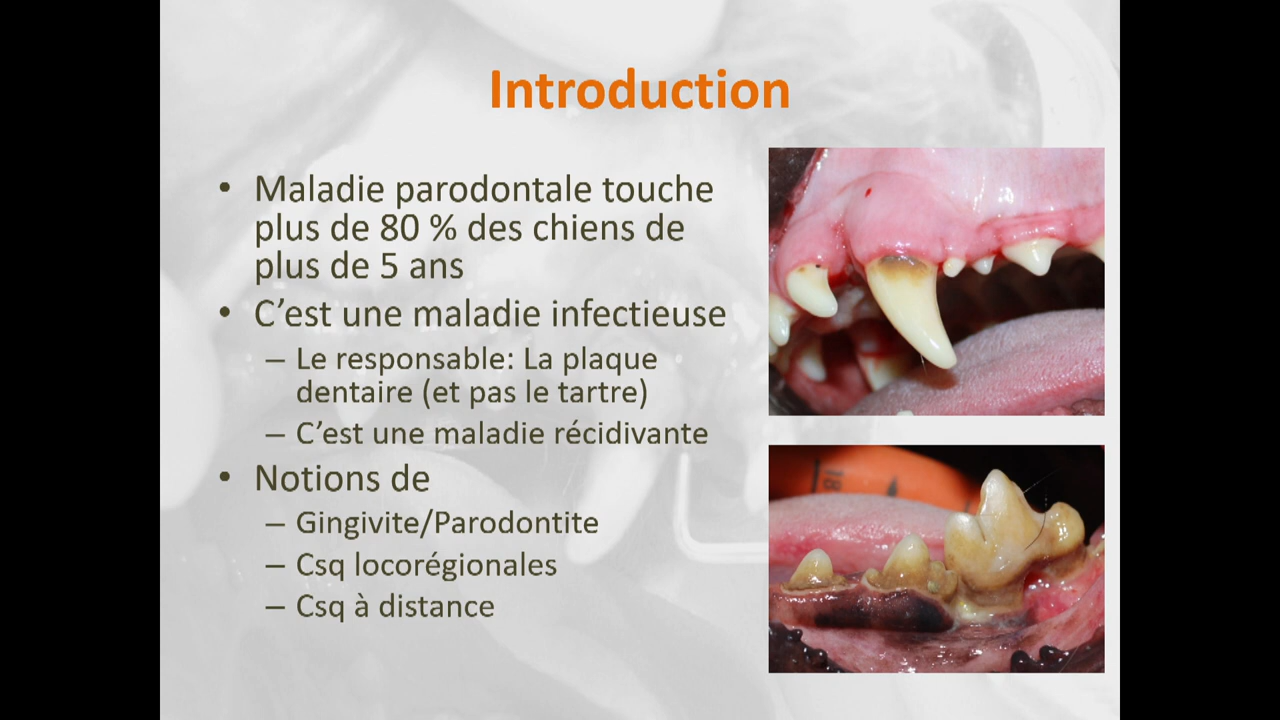 Introduction
• Maladie parodontale touche
plus de 80 % des chiens de
plus de 5 ans
• C’est une maladie infectieuse
– Le responsable: La plaque
dentaire (et pas le tartre)
– C’est une maladie récidivante
• Notions de
– Gingivite/Parodontite
– Csq locorégionales
– Csq à distance
18